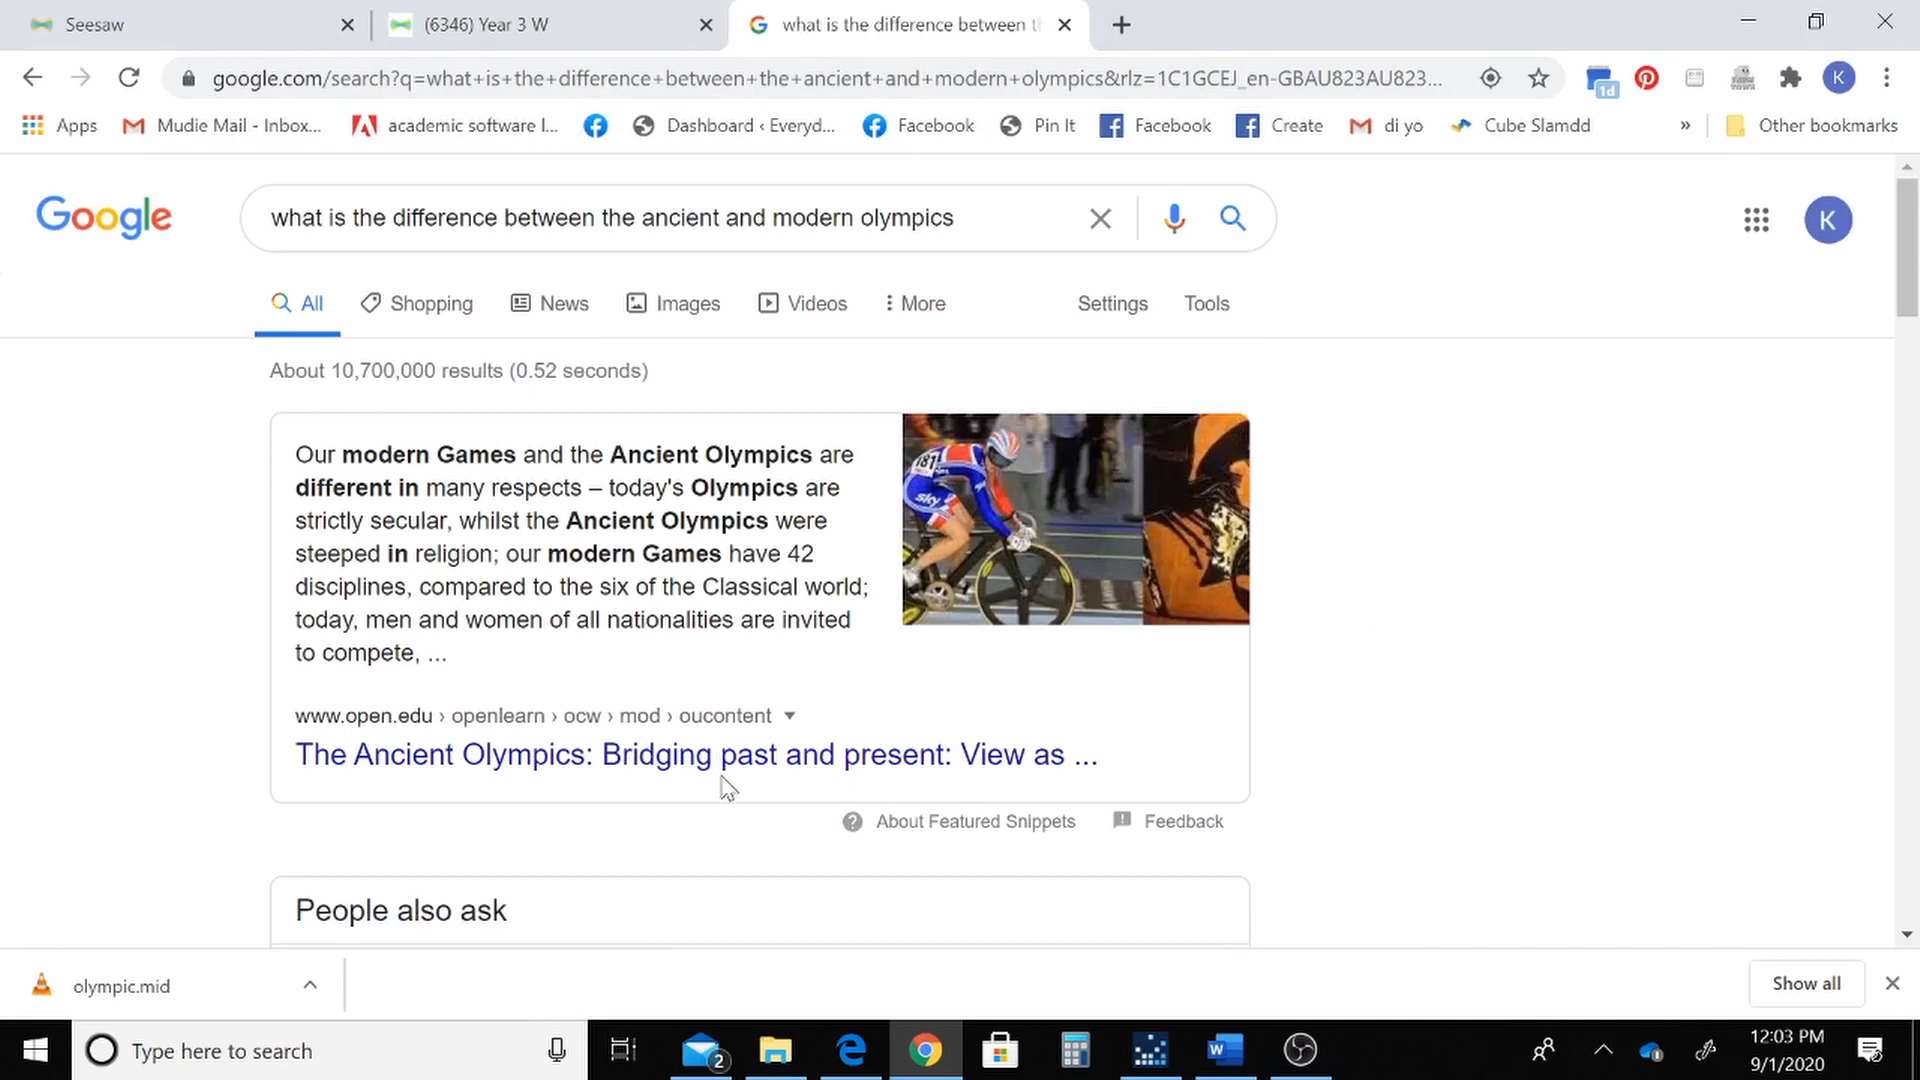 Seesaw
(6346) Year 3 W
what is the difference between th
google.com/search?q=what+is+the+difference+between+the+ancient+and+modern+olympics&rlz=1C1GCEJ_en-GBAU823AU823...
1d
K
Apps
Mudie Mail - Inbox...
academic software l...
Dashboard ‹ Everyd...
Facebook
Pin It
Facebook
Create
di yo
Cube Slamdd
»
Other bookmarks
Google
what is the difference between the ancient and modern olympics
K
All
Shopping
News
Images
Videos
More
Settings
Tools
About 10,700,000 results (0.52 seconds)
Our modern Games and the Ancient Olympics are
different in many respects – today's Olympics are
strictly secular, whilst the Ancient Olympics were
steeped in religion; our modern Games have 42
disciplines, compared to the six of the Classical world;
today, men and women of all nationalities are invited
to compete, ...
181
sky
www.open.edu › openlearn › ocw › mod › oucontent
The Ancient Olympics: Bridging past and present: View as ...
About Featured Snippets
Feedback
People also ask
olympic.mid
Show all
Type here to search
2
12:03 PM
9/1/2020